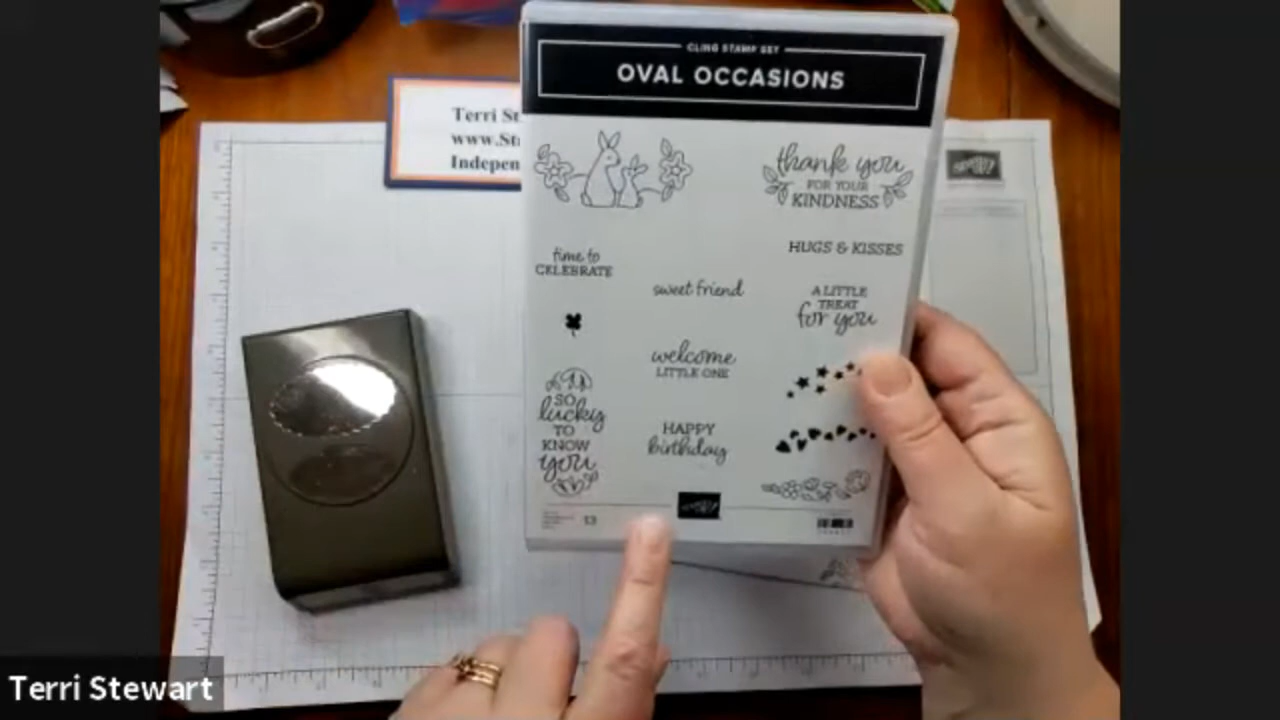 CLING STAMP SET
OVAL OCCASIONS
Terri St
www.St
Indepen
thank you
FOR YOUR
KINDNESS
HUGS & KISSES
time to
CELEBRATE
sweet friend
A LITTLE
TREAT
for you
welcome
LITTLE ONE
SO
lucky
TO
KNOW
you
HAPPY
birthday
13
Terri Stewart